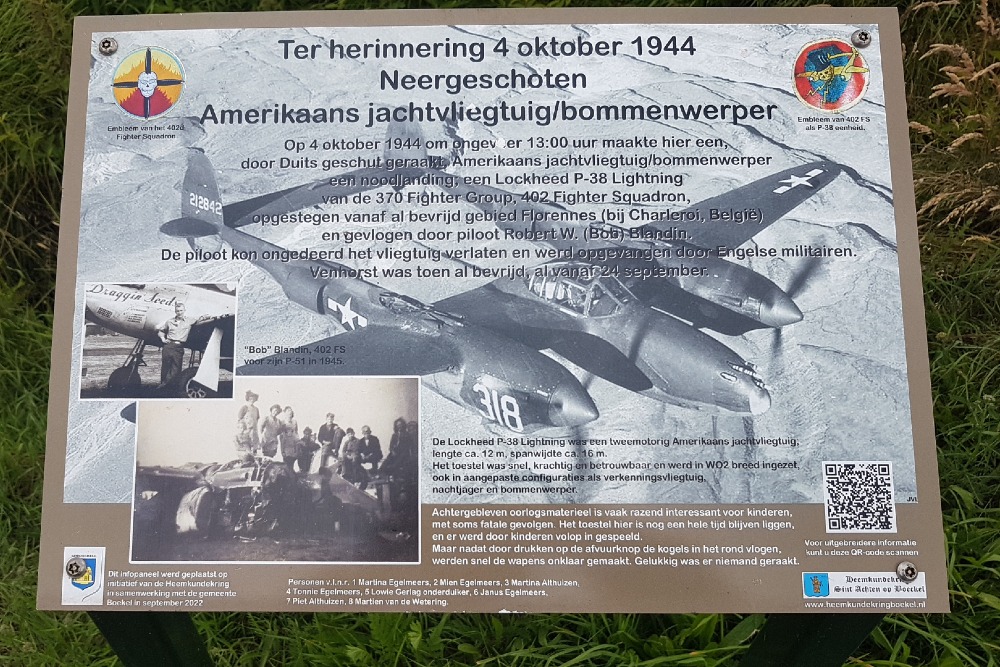 Ter herinnering 4 oktober 1944
Neergeschoten
Amerikaans jachtvliegtuig/bommenwerper
Embleem van het 402d
Fighter Squadron
Embleem van 402 FS
als P-38 eenheid.
Op 4 oktober 1944 om ongeveer 13:00 uur maakte hier een,
door Duits geschut geraakt, Amerikaans jachtvliegtuig/bommenwerper
een noodlanding; een Lockheed P-38 Lightning
van de 370 Fighter Group, 402 Fighter Squadron,
opgestegen vanaf al bevrijd gebied Florennes (bij Charleroi, België)
en gevlogen door piloot Robert W. (Bob) Blandin.
De piloot kon ongedeerd het vliegtuig verlaten en werd opgevangen door Engelse militairen.
Venhorst was toen al bevrijd, al vanaf 24 september.
212842
318
Draggin' Seeds
"Bob" Blandin, 402 FS
voor zijn P-51 in 1945.
De Lockheed P-38 Lightning was een tweemotorig Amerikaans jachtvliegtuig;
lengte ca. 12 m, spanwijdte ca. 16 m.
Het toestel was snel, krachtig en betrouwbaar en werd in WO2 breed ingezet,
ook in aangepaste configuraties als verkenningsvliegtuig,
nachtjager en bommenwerper.
JVL
Achtergebleven oorlogsmaterieel is vaak razend interessant voor kinderen,
met soms fatale gevolgen. Het toestel hier is nog een hele tijd blijven liggen,
en er werd door kinderen volop in gespeeld.
Maar nadat door drukken op de afvuurknop de kogels in het rond vlogen,
werden snel de wapens onklaar gemaakt. Gelukkig was er niemand geraakt.
Voor uitgebreidere informatie
kunt u deze QR-code scannen
Dit infopaneel werd geplaatst op
initiatief van de Heemkundekring
in samenwerking met de gemeente
Boekel in september 2022
Personen v.l.n.r. 1 Martina Egelmeers, 2 Mien Egelmeers, 3 Martina Althuizen,
4 Tonnie Egelmeers, 5 Lowie Gerlag onderduiker, 6 Janus Egelmeers,
7 Piet Althuizen, 8 Martien van de Wetering.
Heemkundekring
Sint Achten op Boeckel
www.heemkundekringboekel.nl